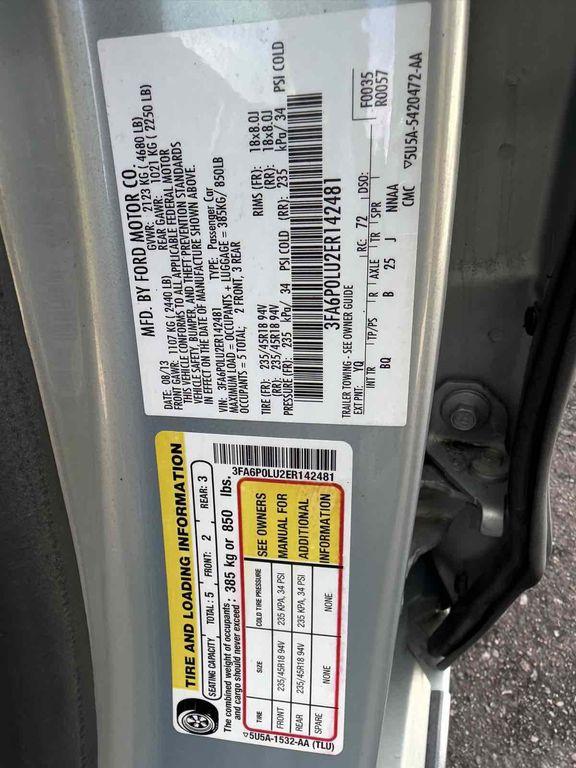 MFD. BY FORD MOTOR CO.
DATE: 08/13 GVWR: 2123 KG ( 4680 LB)
FRONT GAWR: 1107 KG ( 2440 LB) REAR GAWR: 1021 KG ( 2250 LB)
THIS VEHICLE CONFORMS TO ALL APPLICABLE FEDERAL MOTOR
VEHICLE SAFETY, BUMPER, AND THEFT PREVENTION STANDARDS
IN EFFECT ON THE DATE OF MANUFACTURE SHOWN ABOVE.
VIN: 3FA6P0LU2ER142481 TYPE: Passenger Car
MAXIMUM LOAD = OCCUPANTS + LUGGAGE = 385KG/ 850LB
OCCUPANTS = 5 TOTAL; 2 FRONT; 3 REAR
TIRE (FR): 235/45R18 94V RIMS (FR): 18x8.0J
(RR): 235/45R18 94V (RR): 18x8.0J
PRESSURE (FR): 235 kPa/ 34 PSI COLD (RR): 235 kPa/ 34 PSI COLD
3FA6P0LU2ER142481
F0035
R0057
TRAILER TOWING - SEE OWNER GUIDE
EXT PNT: YQ RC: 72 DSO:
INT TR TP/PS R AXLE TR SPR
BQ B 25 J NNAA
CMC ▽5U5A-5420472-AA
TIRE AND LOADING INFORMATION
SEATING CAPACITY TOTAL: 5 FRONT: 2 REAR: 3
The combined weight of occupants
and cargo should never exceed : 385 kg or 850 lbs.
3FA6P0LU2ER142481
TIRE SIZE COLD TIRE PRESSURE
FRONT 235/45R18 94V 235 KPA, 34 PSI
REAR 235/45R18 94V 235 KPA, 34 PSI
SPARE NONE NONE
SEE OWNERS
MANUAL FOR
ADDITIONAL
INFORMATION
▽5U5A-1532-AA (TLU)